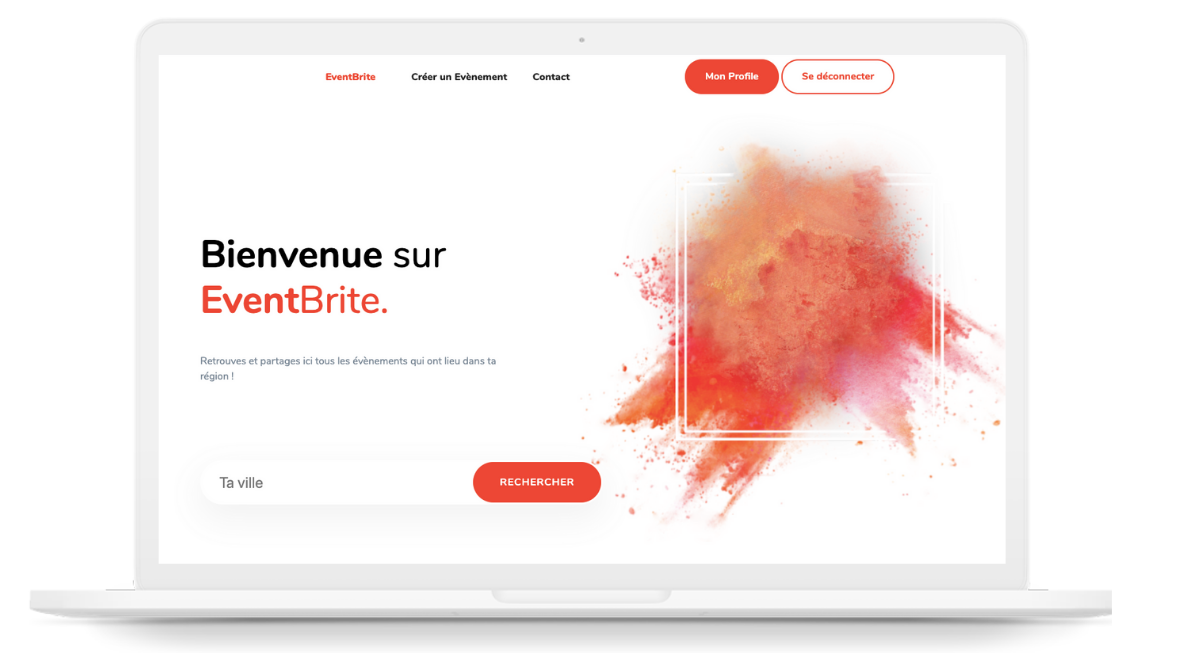 EventBrite
Créer un Evènement
Contact
Mon Profile
Se déconnecter
Bienvenue sur
EventBrite.
Retrouves et partages ici tous les évènements qui ont lieu dans ta
région !
Ta ville
RECHERCHER